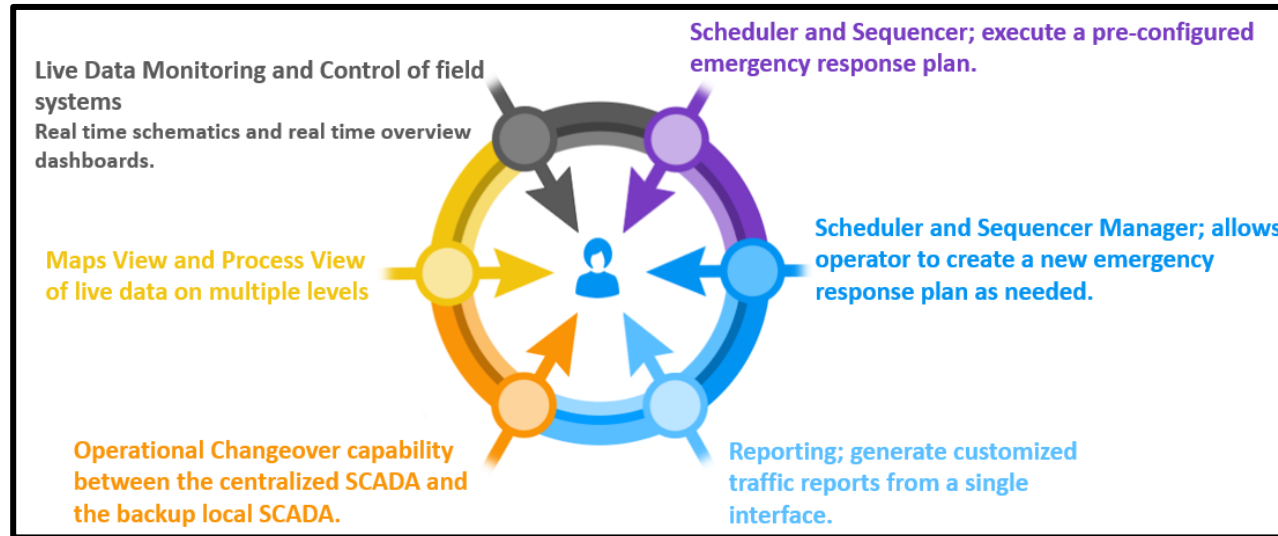 Scheduler and Sequencer; execute a pre-configured
emergency response plan.
Live Data Monitoring and Control of field
systems
Real time schematics and real time overview
dashboards.
Scheduler and Sequencer Manager; allows
operator to create a new emergency
response plan as needed.
Maps View and Process View
of live data on multiple levels
Operational Changeover capability
between the centralized SCADA and
the backup local SCADA.
Reporting; generate customized
traffic reports from a single
interface.